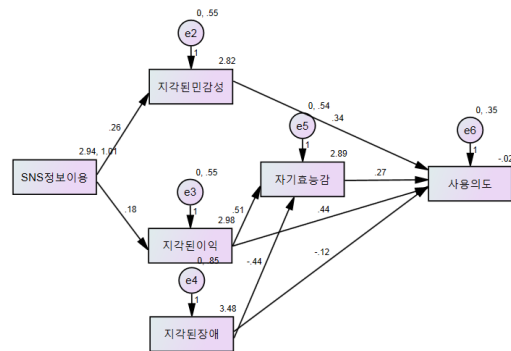 0, .55
e2
1
2.82
지각된민감성
0, .54
.34
e5
0, .35
e6
.26
1
2.89
1
-.02
2.94, 1.01
SNS정보이용
0, .55
자기효능감
.27
사용의도
e3
1
.18
2.98
.51
.44
지각된이익
0, .85
-.44
-.12
e4
1
3.48
지각된장애